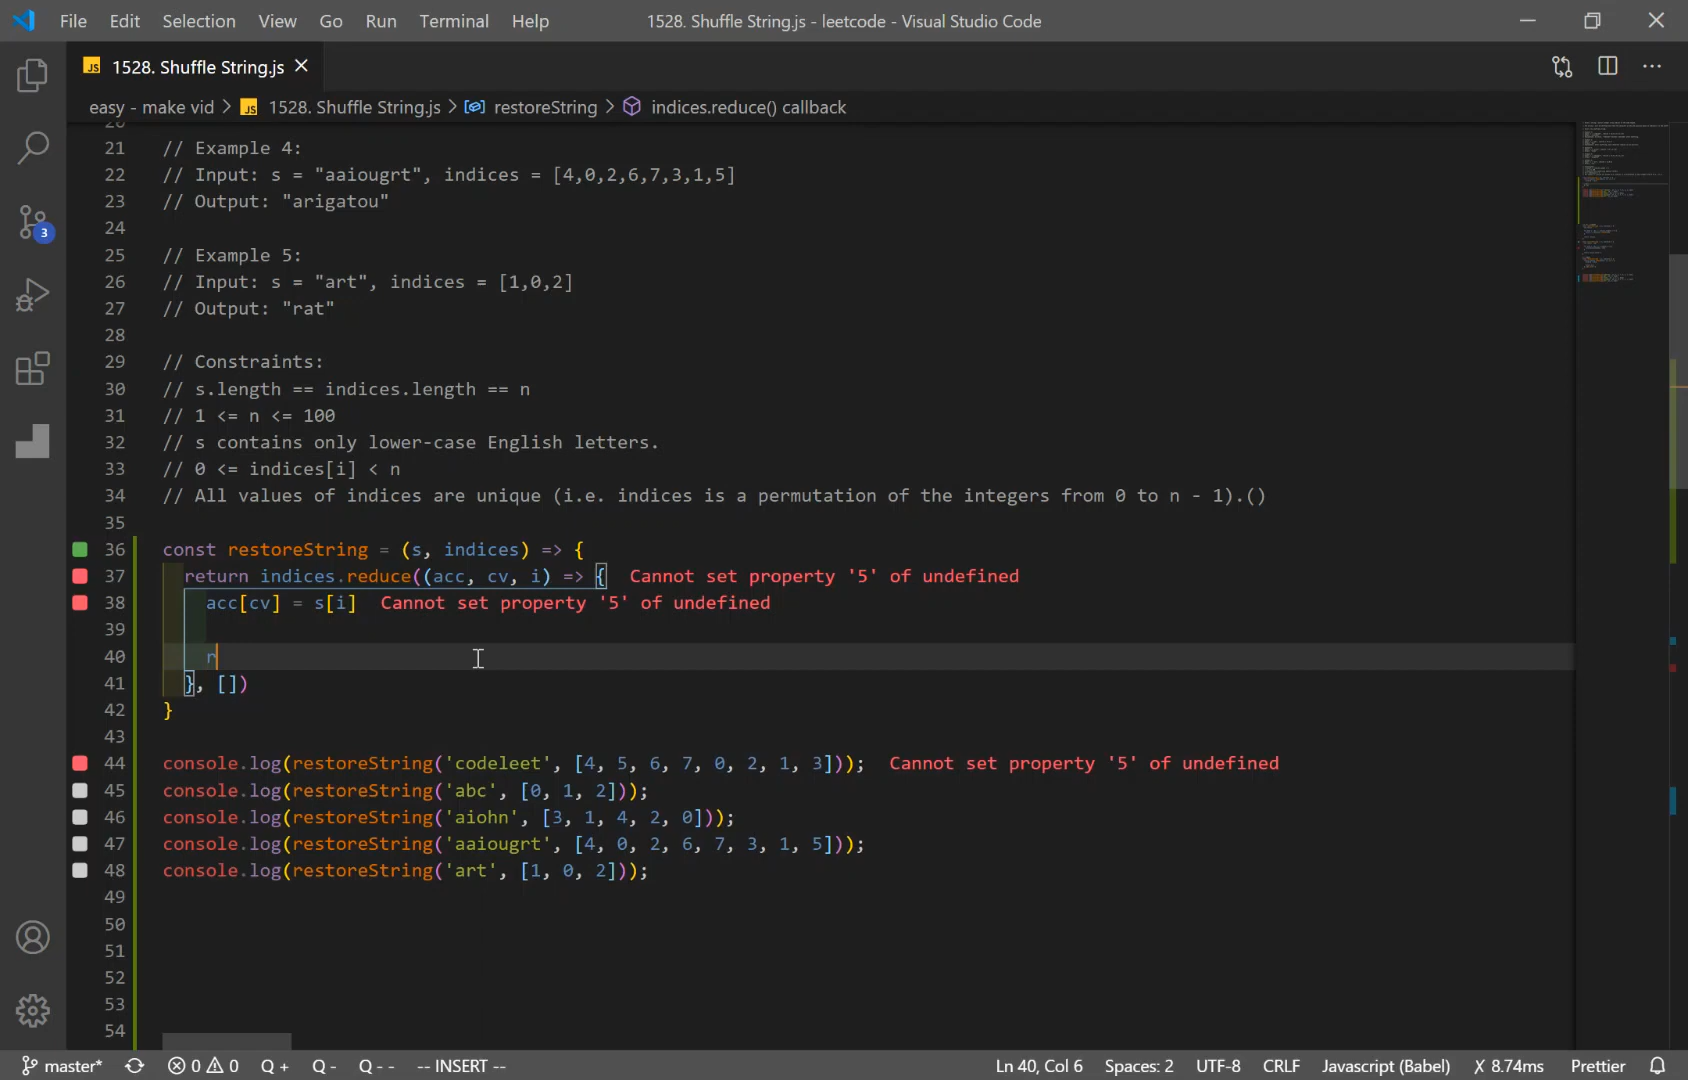 File Edit Selection View Go Run Terminal Help
1528. Shuffle String.js - leetcode - Visual Studio Code
JS 1528. Shuffle String.js
easy - make vid > JS 1528. Shuffle String.js > restoreString > indices.reduce() callback
20
21 // Example 4:
22 // Input: s = "aaiougrt", indices = [4,0,2,6,7,3,1,5]
23 // Output: "arigatou"
24
25 // Example 5:
26 // Input: s = "art", indices = [1,0,2]
27 // Output: "rat"
28
29 // Constraints:
30 // s.length == indices.length == n
31 // 1 <= n <= 100
32 // s contains only lower-case English letters.
33 // 0 <= indices[i] < n
34 // All values of indices are unique (i.e. indices is a permutation of the integers from 0 to n - 1).()
35
36 const restoreString = (s, indices) => {
37 return indices.reduce((acc, cv, i) => { Cannot set property '5' of undefined
38 acc[cv] = s[i] Cannot set property '5' of undefined
39
40 r
41 }, [])
42 }
43
44 console.log(restoreString('codeleet', [4, 5, 6, 7, 0, 2, 1, 3])); Cannot set property '5' of undefined
45 console.log(restoreString('abc', [0, 1, 2]));
46 console.log(restoreString('aiohn', [3, 1, 4, 2, 0]));
47 console.log(restoreString('aaiougrt', [4, 0, 2, 6, 7, 3, 1, 5]));
48 console.log(restoreString('art', [1, 0, 2]));
49
50
51
52
53
54
3
master* 0 0 Q + Q - Q - - -- INSERT -- Ln 40, Col 6 Spaces: 2 UTF-8 CRLF Javascript (Babel) X 8.74ms Prettier